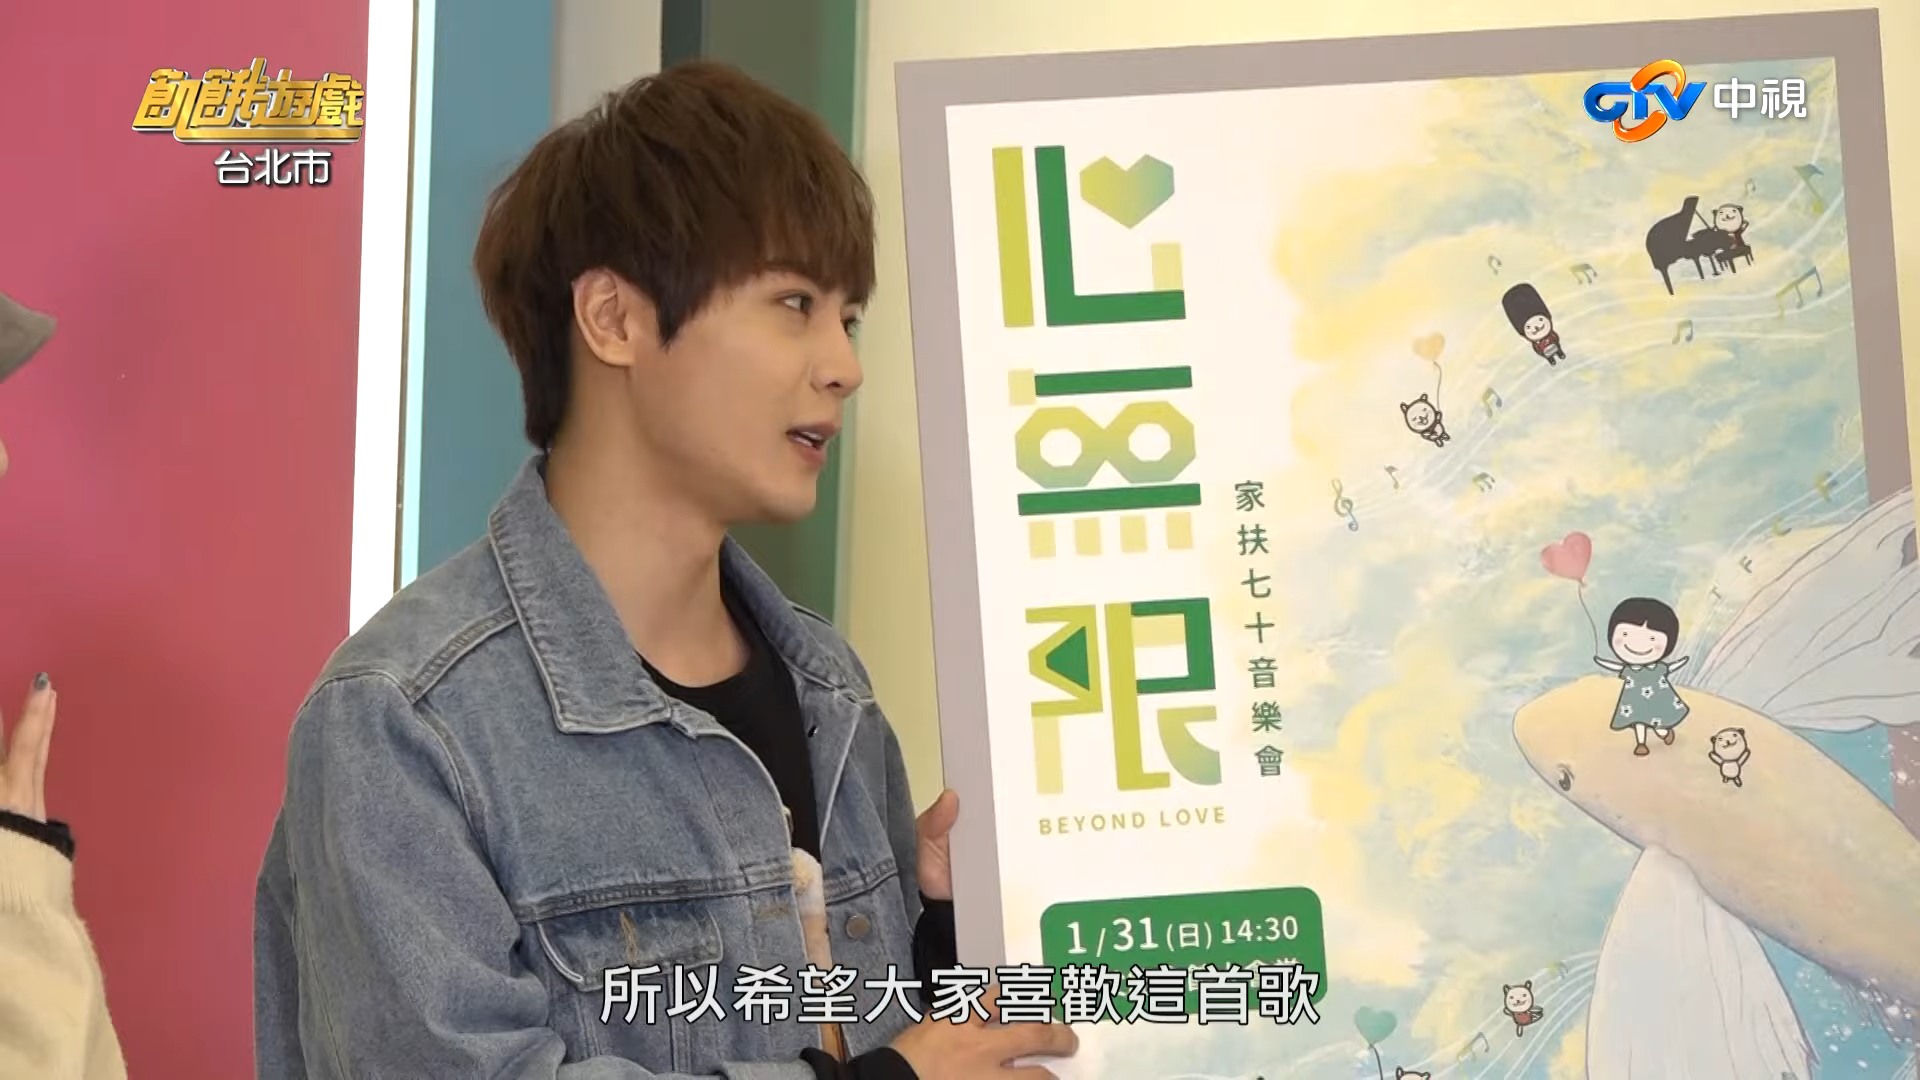 飢餓遊戲
台北市
CTV 中視
心無限
家扶七十音樂會
BEYOND LOVE
1/31(日)14:30
所以希望大家喜歡這首歌